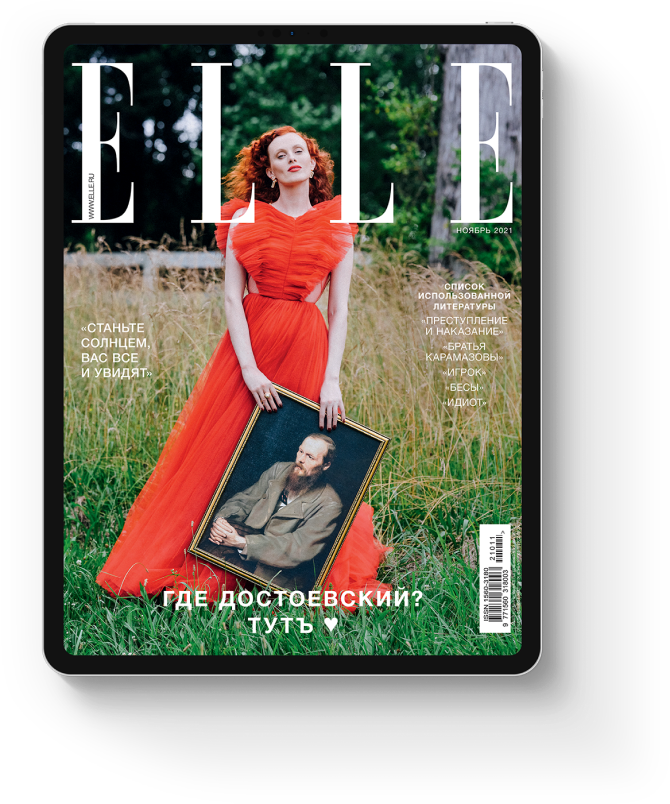 ELLE
WWW.ELLE.RU
НОЯБРЬ 2021
СПИСОК
ИСПОЛЬЗОВАННОЙ
ЛИТЕРАТУРЫ
«ПРЕСТУПЛЕНИЕ
И НАКАЗАНИЕ»
«БРАТЬЯ
КАРАМАЗОВЫ»
«ИГРОК»
«БЕСЫ»
«ИДИОТ»
«СТАНЬТЕ
СОЛНЦЕМ,
ВАС ВСЕ
И УВИДЯТ»
ГДЕ ДОСТОЕВСКИЙ?
ТУТЪ ♥
ISSN 1560-3180
21011
9 771560 318003